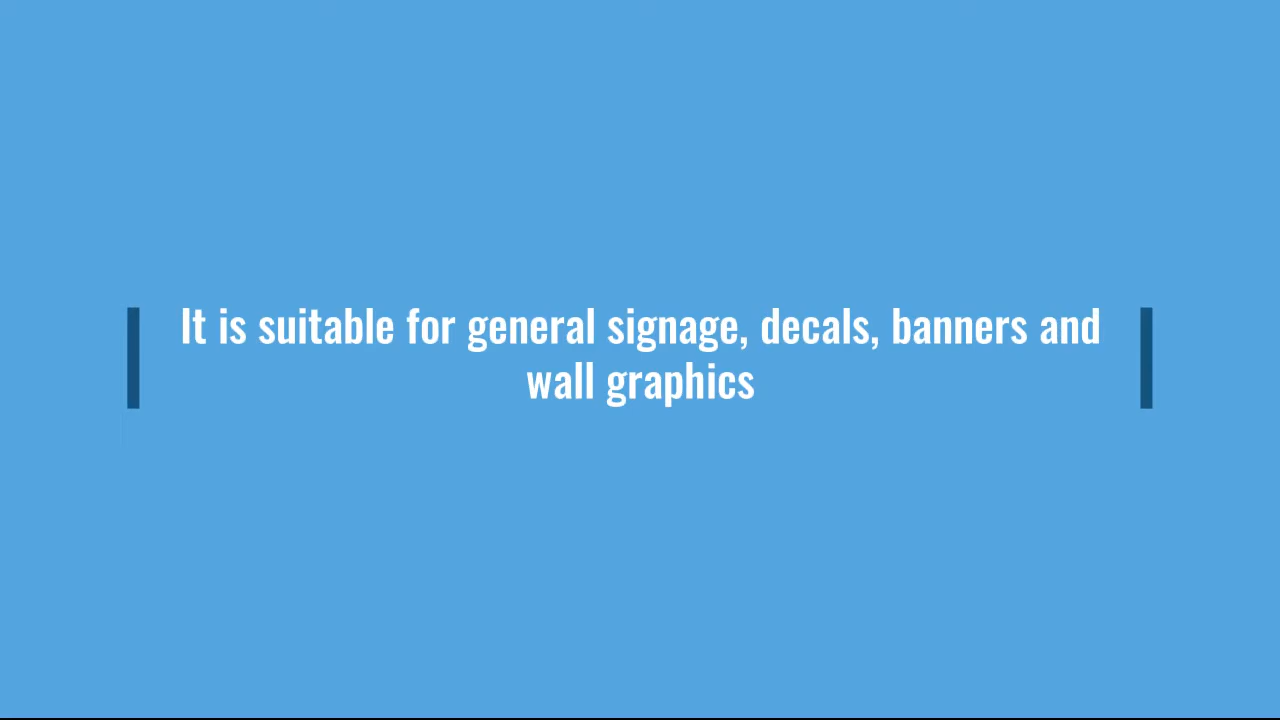 It is suitable for general signage, decals, banners and
wall graphics